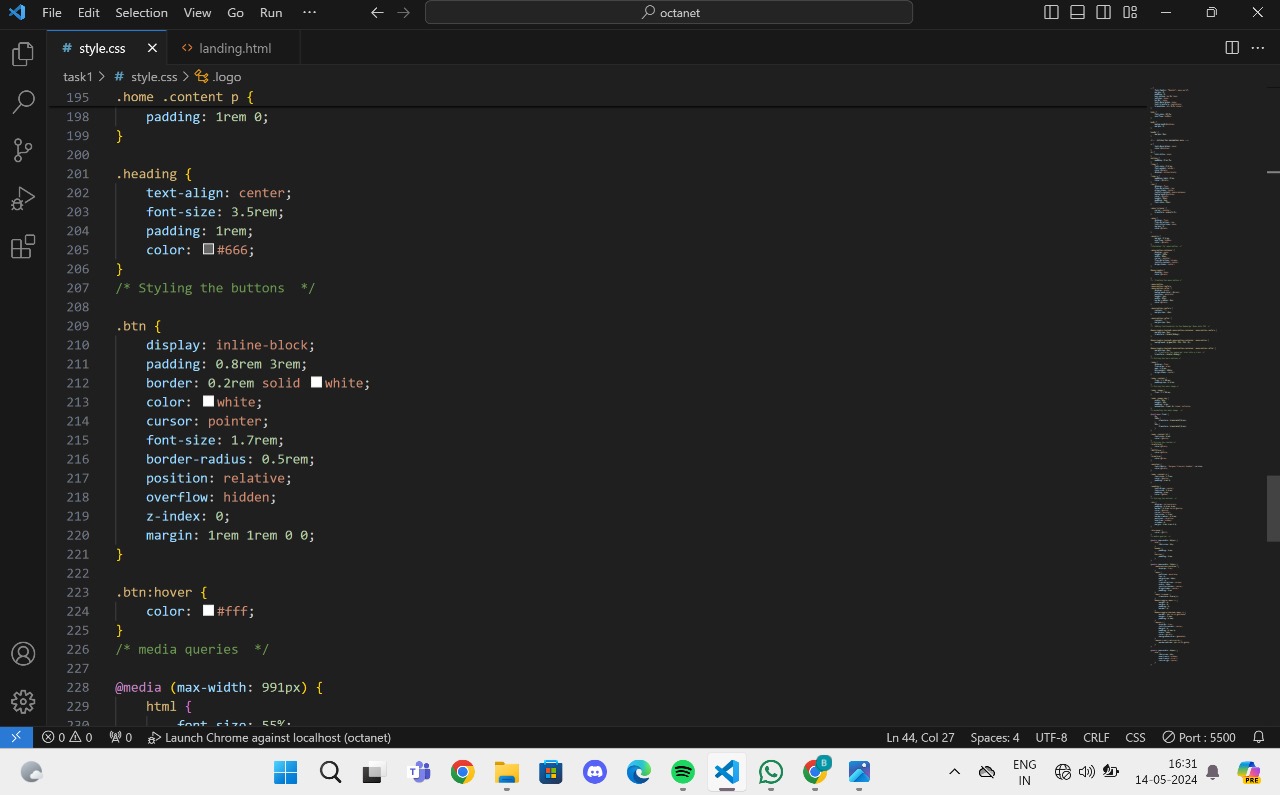 File Edit Selection View Go Run ··· octanet
# style.css × <> landing.html
task1 > # style.css > .logo
195 .home .content p {
198 padding: 1rem 0;
199 }
200
201 .heading {
202 text-align: center;
203 font-size: 3.5rem;
204 padding: 1rem;
205 color: #666;
206 }
207 /* Styling the buttons  */
208
209 .btn {
210 display: inline-block;
211 padding: 0.8rem 3rem;
212 border: 0.2rem solid white;
213 color: white;
214 cursor: pointer;
215 font-size: 1.7rem;
216 border-radius: 0.5rem;
217 position: relative;
218 overflow: hidden;
219 z-index: 0;
220 margin: 1rem 1rem 0 0;
221 }
222
223 .btn:hover {
224 color: #fff;
225 }
226 /* media queries  */
227
228 @media (max-width: 991px) {
229 html {
230 font-size: 55%;
0 0 0 Launch Chrome against localhost (octanet) Ln 44, Col 27 Spaces: 4 UTF-8 CRLF CSS Port : 5500
ENG 16:31
IN 14-05-2024
B
PRE